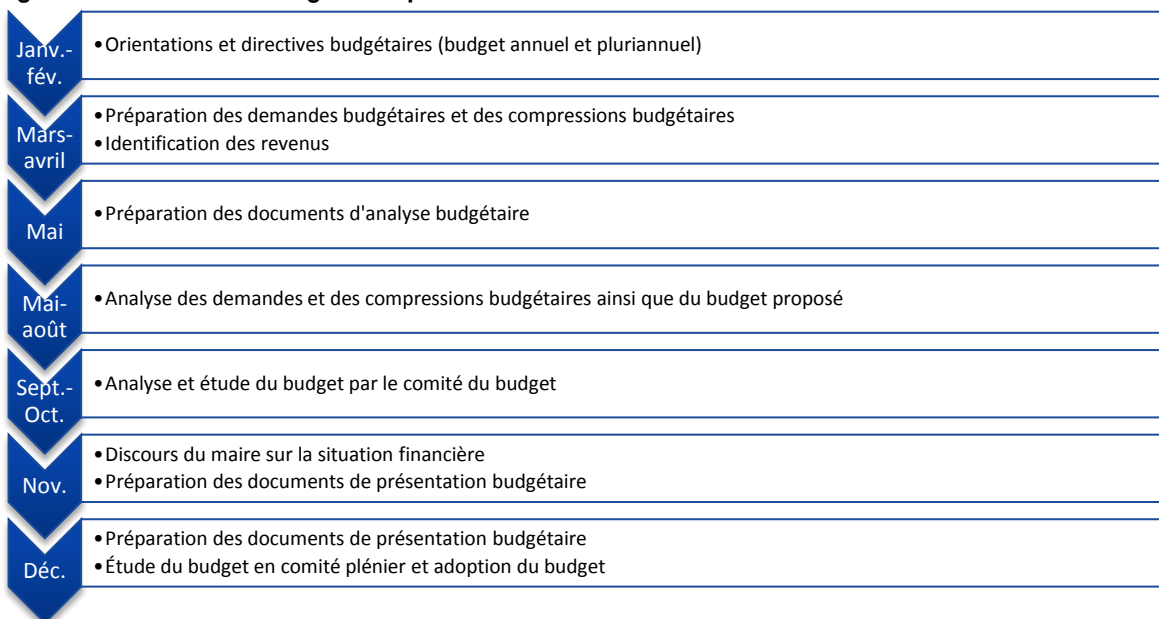 Janv.-
fév.
•Orientations et directives budgétaires (budget annuel et pluriannuel)
Mars-
avril
•Préparation des demandes budgétaires et des compressions budgétaires
•Identification des revenus
Mai
•Préparation des documents d'analyse budgétaire
Mai-
août
•Analyse des demandes et des compressions budgétaires ainsi que du budget proposé
Sept.-
Oct.
•Analyse et étude du budget par le comité du budget
Nov.
•Discours du maire sur la situation financière
•Préparation des documents de présentation budgétaire
Déc.
•Préparation des documents de présentation budgétaire
•Étude du budget en comité plénier et adoption du budget